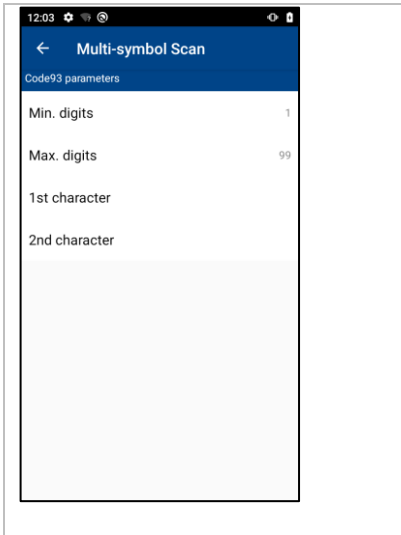 12:03
Multi-symbol Scan
Code93 parameters
Min. digits 1
Max. digits 99
1st character
2nd character